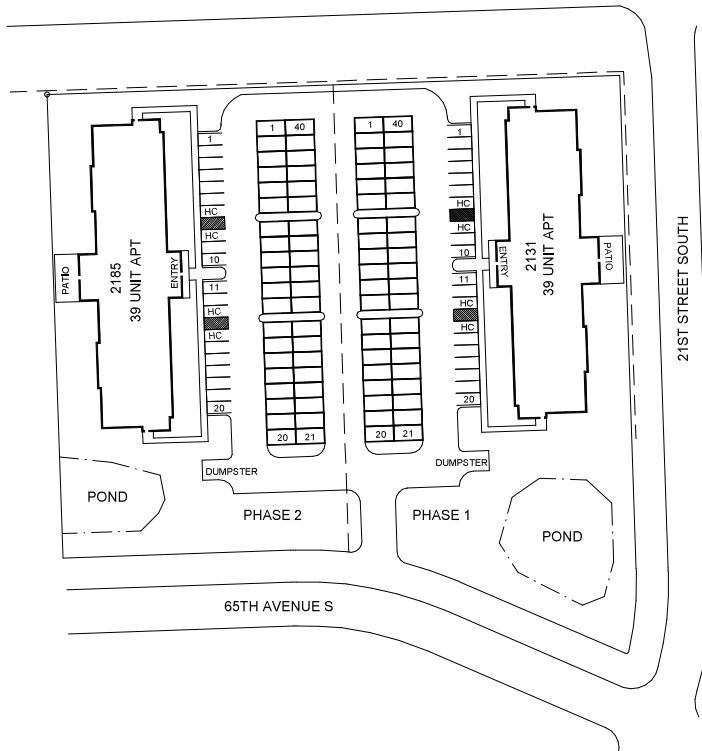 1 40
1 40
1
1
HC
HC
HC
HC
10
10
11
11
HC
HC
HC
HC
20
20
20 21
20 21
PATIO
2185
39 UNIT APT
ENTRY
ENTRY
2131
39 UNIT APT
PATIO
21ST STREET SOUTH
DUMPSTER
DUMPSTER
POND
PHASE 2
PHASE 1
POND
65TH AVENUE S